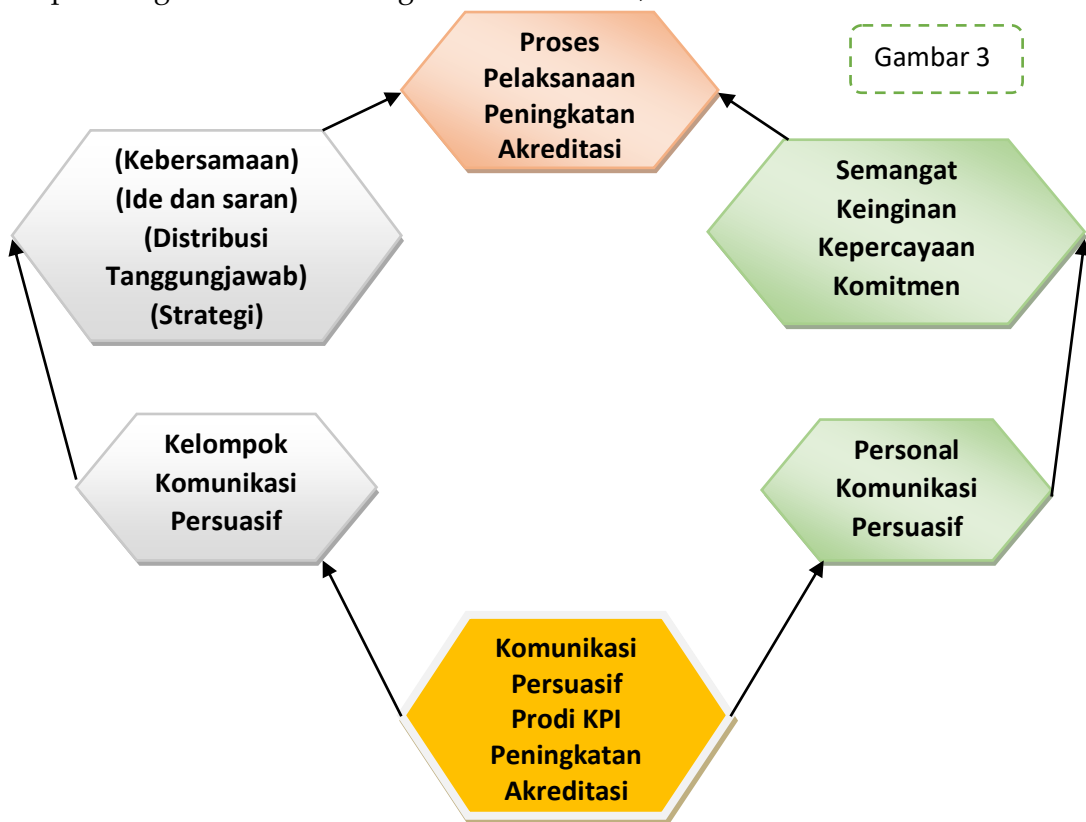 Gambar 3
Proses
Pelaksanaan
Peningkatan
Akreditasi
(Kebersamaan)
(Ide dan saran)
(Distribusi
Tanggungjawab)
(Strategi)
Semangat
Keinginan
Kepercayaan
Komitmen
Kelompok
Komunikasi
Persuasif
Personal
Komunikasi
Persuasif
Komunikasi
Persuasif
Prodi KPI
Peningkatan
Akreditasi